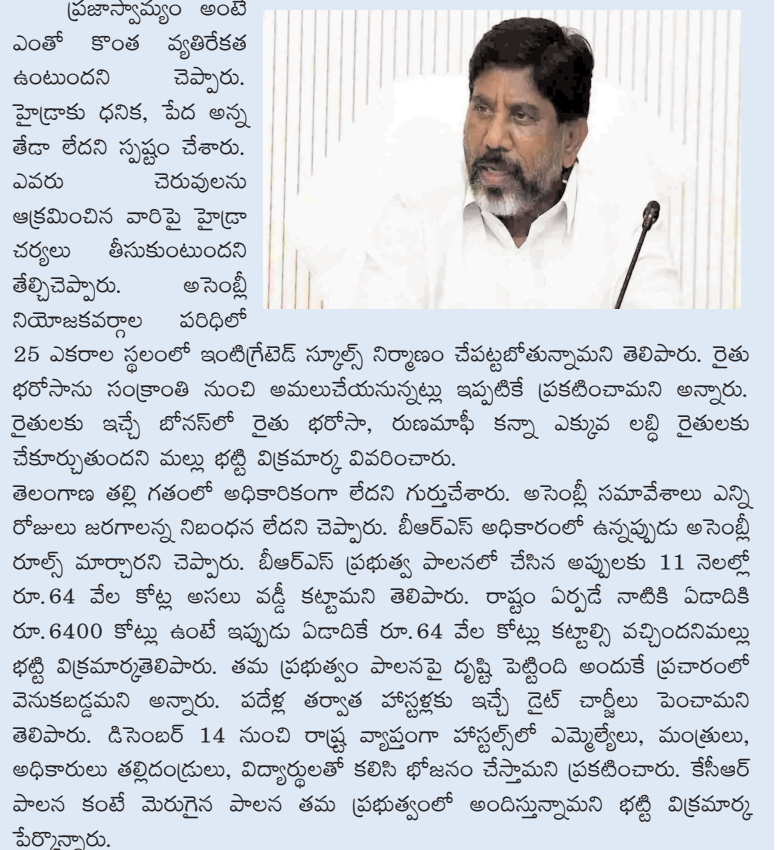 ప్రజాస్వామ్యం అంటే
ఎంతో కొంత వ్యతిరేకత
ఉంటుందని చెప్పారు.
హైడ్రాకు ధనిక, పేద అన్న
తేడా లేదని స్పష్టం చేశారు.
ఎవరు చెరువులను
ఆక్రమించిన వారిపై హైడ్రా
చర్యలు తీసుకుంటుందని
తేల్చిచెప్పారు. అసెంబ్లీ
నియోజకవర్గాల పరిధిలో
25 ఎకరాల స్థలంలో ఇంటిగ్రేటెడ్ స్కూల్స్ నిర్మాణం చేపట్టబోతున్నామని తెలిపారు. రైతు
భరోసాను సంక్రాంతి నుంచి అమలుచేయనున్నట్లు ఇప్పటికే ప్రకటించామని అన్నారు.
రైతులకు ఇచ్చే బోనస్‌లో రైతు భరోసా, రుణమాఫీ కన్నా ఎక్కువ లబ్ధి రైతులకు
చేకూర్చుతుందని మల్లు భట్టి విక్రమార్క వివరించారు.
తెలంగాణ తల్లి గతంలో అధికారికంగా లేదని గుర్తుచేశారు. అసెంబ్లీ సమావేశాలు ఎన్ని
రోజులు జరగాలన్న నిబంధన లేదని చెప్పారు. బీఆర్ఎస్ అధికారంలో ఉన్నప్పుడు అసెంబ్లీ
రూల్స్ మార్చారని చెప్పారు. బీఆర్ఎస్ ప్రభుత్వ పాలనలో చేసిన అప్పులకు 11 నెలల్లో
రూ.64 వేల కోట్ల అసలు వడ్డీ కట్టామని తెలిపారు. రాష్టం ఏర్పడే నాటికి ఏడాదికి
రూ.6400 కోట్లు ఉంటే ఇప్పుడు ఏడాదికే రూ.64 వేల కోట్లు కట్టాల్సి వచ్చిందనిమల్లు
భట్టి విక్రమార్కతెలిపారు. తమ ప్రభుత్వం పాలనపై దృష్టి పెట్టింది అందుకే ప్రచారంలో
వెనుకబడ్డమని అన్నారు. పదేళ్ల తర్వాత హాస్టళ్లకు ఇచ్చే డైట్ చార్జీలు పెంచామని
తెలిపారు. డిసెంబర్ 14 నుంచి రాష్ట్ర వ్యాప్తంగా హాస్టల్స్‌లో ఎమ్మెల్యేలు, మంత్రులు,
అధికారులు తల్లిదండ్రులు, విద్యార్థులతో కలిసి భోజనం చేస్తామని ప్రకటించారు. కేసీఆర్
పాలన కంటే మెరుగైన పాలన తమ ప్రభుత్వంలో అందిస్తున్నామని భట్టి విక్రమార్క
పేర్కొన్నారు.